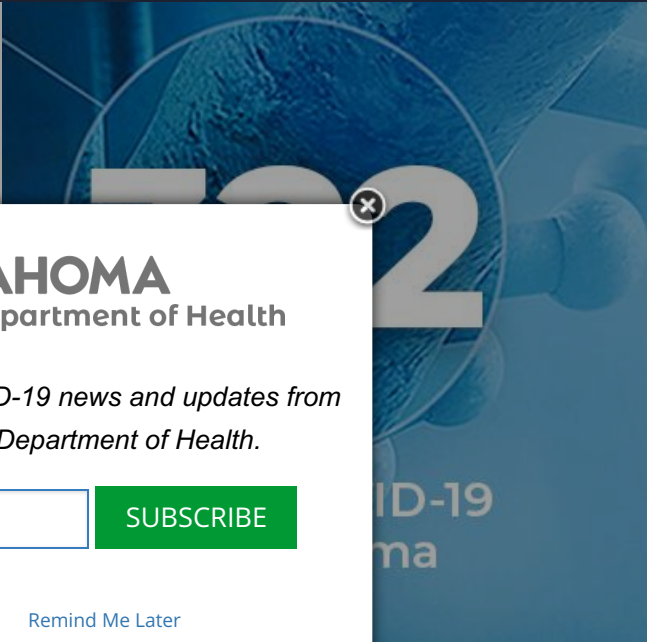 AHOMA
partment of Health
D-19 news and updates from
Department of Health.
SUBSCRIBE
Remind Me Later
ID-19
ma